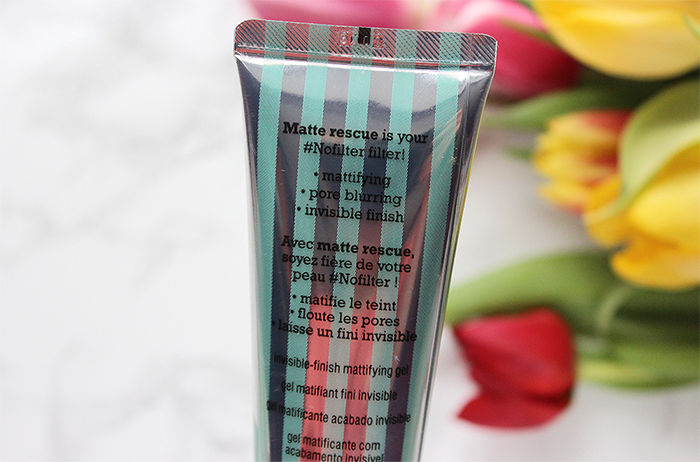 Matte rescue is your
#Nofilter filter!
• mattifying
• pore blurring
• invisible finish
Avec matte rescue,
soyez fière de votre
peau #Nofilter !
• matifie le teint
• floute les pores
• laisse un fini invisible
invisible-finish mattifying gel
gel matifiant fini invisible
gel matificante acabado invisible
gel matificante com
acabamento invisível